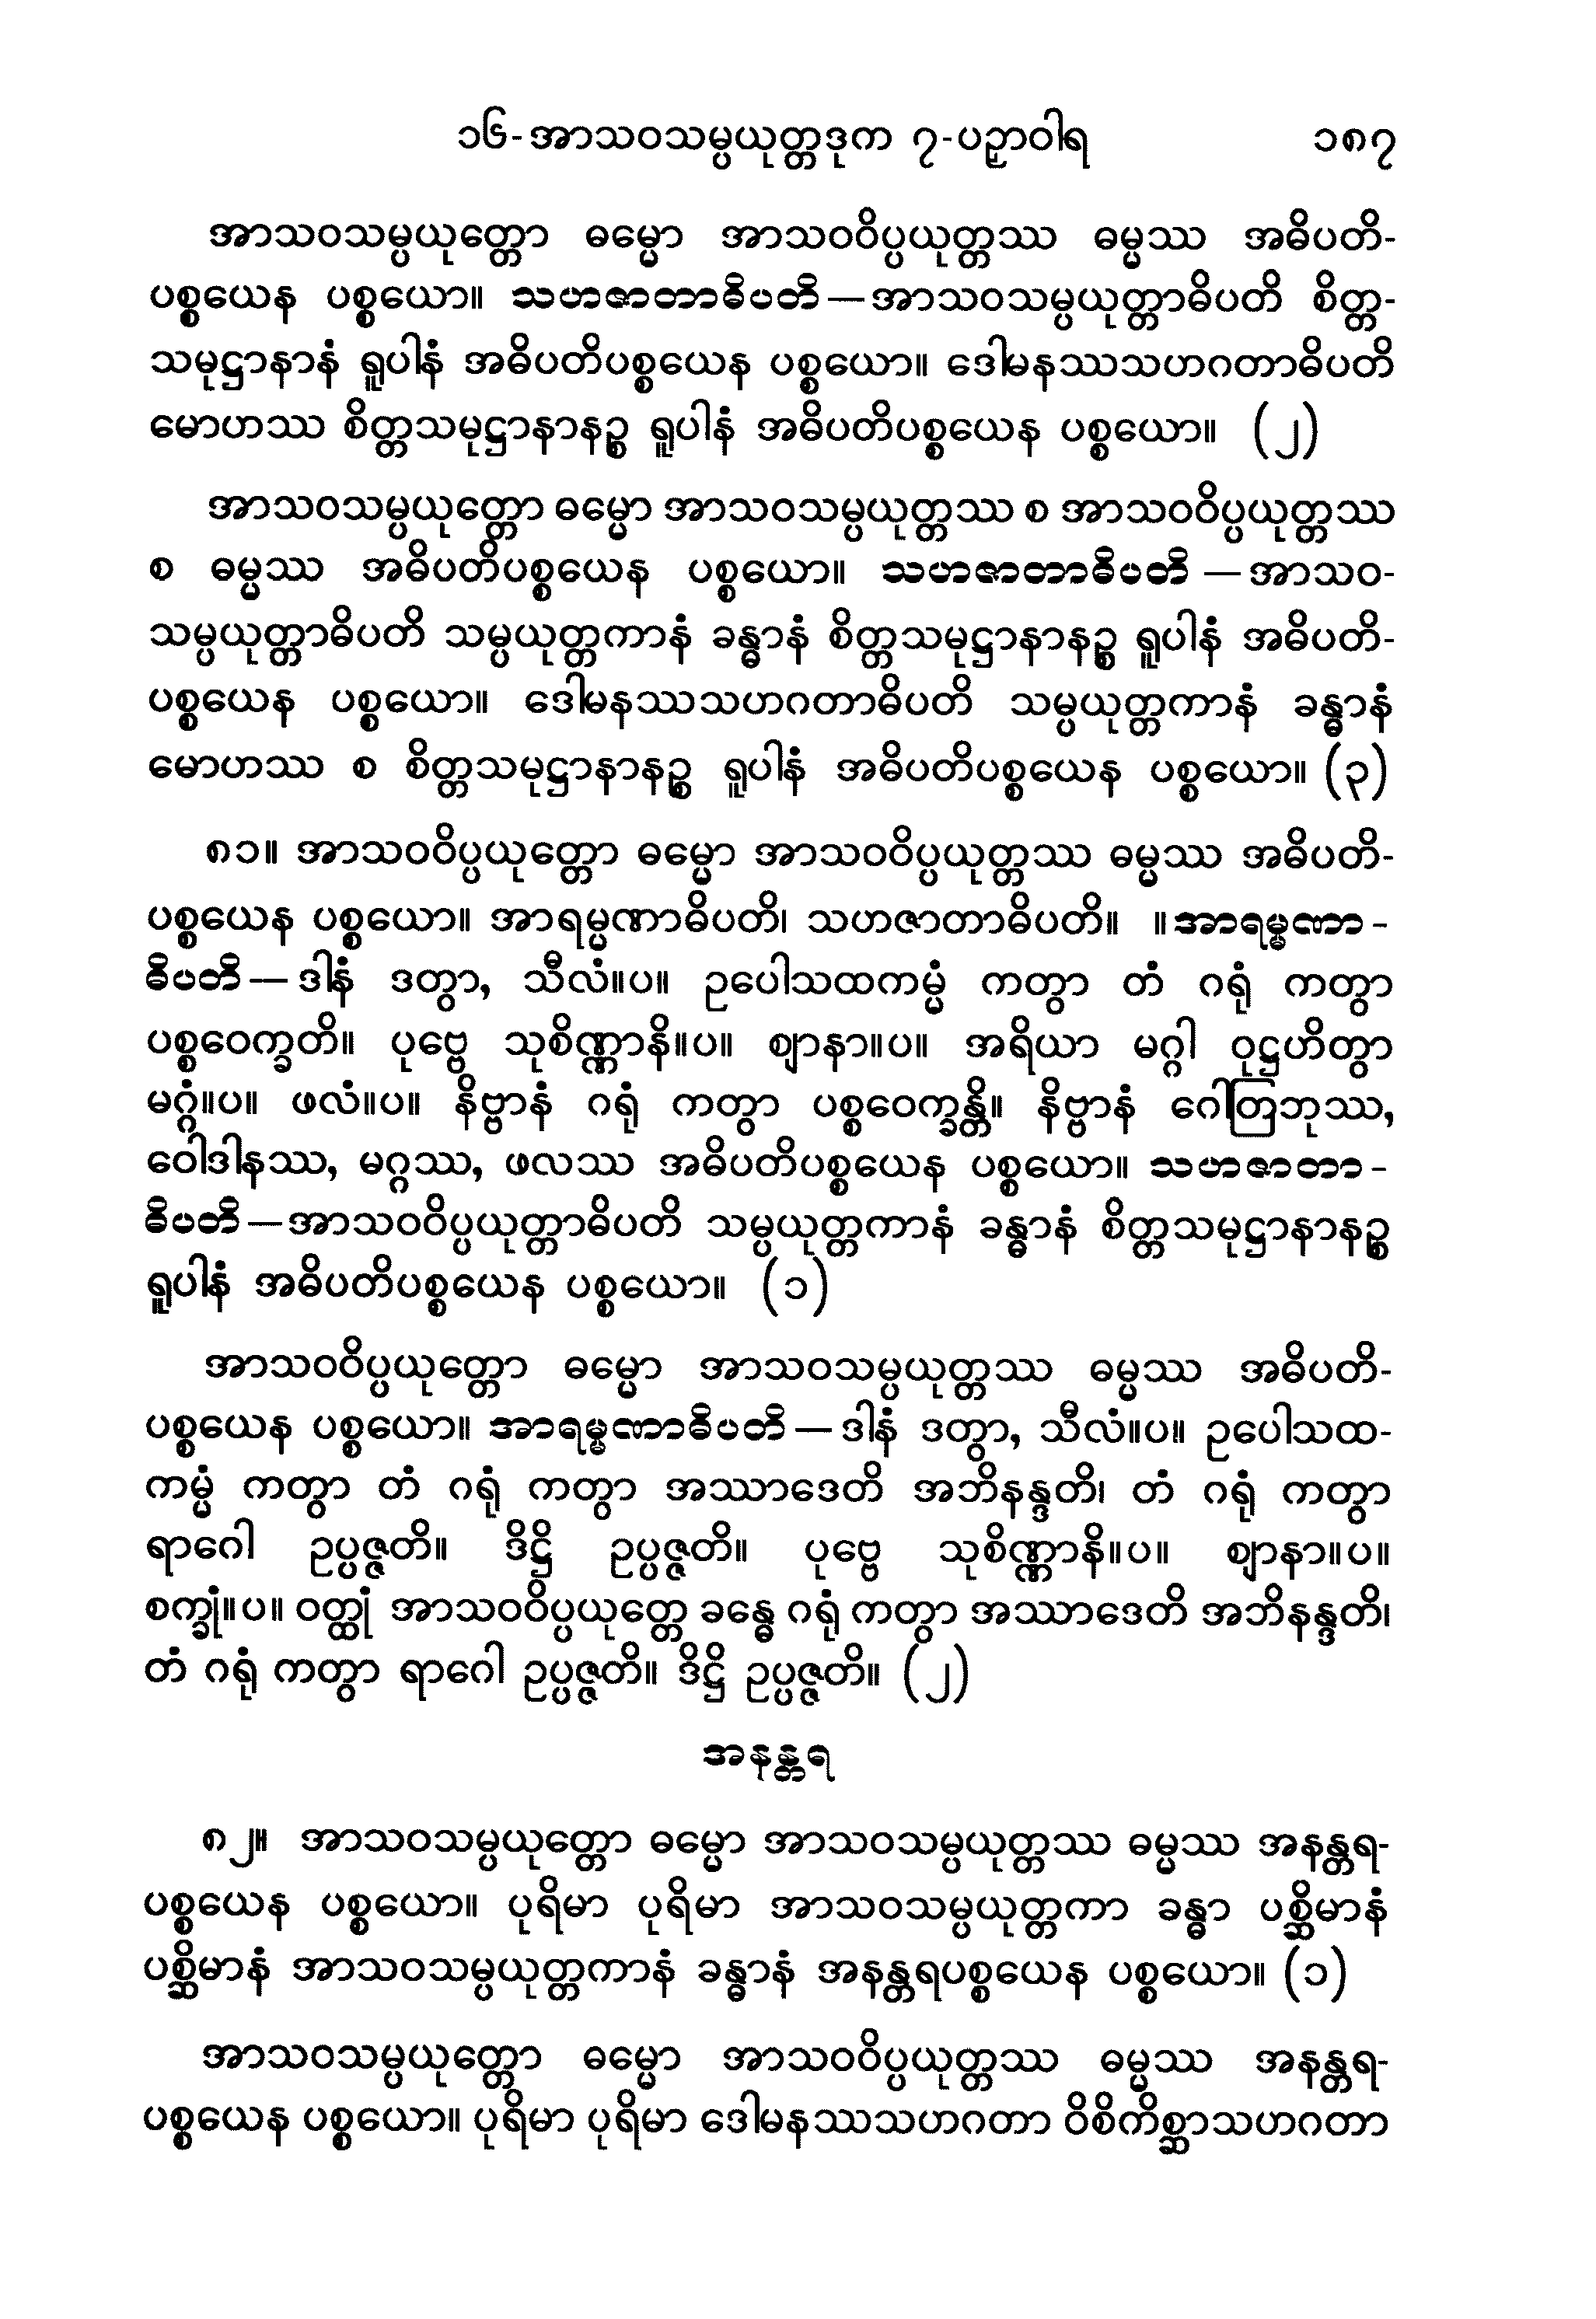 ၁၆-အာသဝသမ္ပယုတ္တဒုက ၇-ပဉှာဝါရ ၁၈၇
အာသဝသမ္ပယုတ္တော ဓမ္မော အာသဝဝိပ္ပယုတ္တဿ ဓမ္မဿ အဓိပတိ-
ပစ္စယေန ပစ္စယော။ သဟဇာတာဓိပတိ—အာသဝသမ္ပယုတ္တာဓိပတိ စိတ္တ-
သမုဋ္ဌာနာနံ ရူပါနံ အဓိပတိပစ္စယေန ပစ္စယော။ ဒေါမနဿသဟဂတာဓိပတိ
မောဟဿ စိတ္တသမုဋ္ဌာနာနဉ္စ ရူပါနံ အဓိပတိပစ္စယေန ပစ္စယော။ (၂)
အာသဝသမ္ပယုတ္တော ဓမ္မော အာသဝသမ္ပယုတ္တဿ စ အာသဝဝိပ္ပယုတ္တဿ
စ ဓမ္မဿ အဓိပတိပစ္စယေန ပစ္စယော။ သဟဇာတာဓိပတိ —အာသဝ-
သမ္ပယုတ္တာဓိပတိ သမ္ပယုတ္တကာနံ ခန္ဓာနံ စိတ္တသမုဋ္ဌာနာနဉ္စ ရူပါနံ အဓိပတိ-
ပစ္စယေန ပစ္စယော။ ဒေါမနဿသဟဂတာဓိပတိ သမ္ပယုတ္တကာနံ ခန္ဓာနံ
မောဟဿ စ စိတ္တသမုဋ္ဌာနာနဉ္စ ရူပါနံ အဓိပတိပစ္စယေန ပစ္စယော။ (၃)
၈၁။ အာသဝဝိပ္ပယုတ္တော ဓမ္မော အာသဝဝိပ္ပယုတ္တဿ ဓမ္မဿ အဓိပတိ-
ပစ္စယေန ပစ္စယော။ အာရမ္မဏာဓိပတိ၊ သဟဇာတာဓိပတိ။ ။အာရမ္မဏာ-
ဓိပတိ— ဒါနံ ဒတွာ, သီလံ။ပ။ ဥပေါသထကမ္မံ ကတွာ တံ ဂရုံ ကတွာ
ပစ္စဝေက္ခတိ။ ပုဗ္ဗေ သုစိဏ္ဏာနိ။ပ။ ဈာနာ။ပ။ အရိယာ မဂ္ဂါ ဝုဋ္ဌဟိတွာ
မဂ္ဂံ။ပ။ ဖလံ။ပ။ နိဗ္ဗာနံ ဂရုံ ကတွာ ပစ္စဝေက္ခန္တိ။ နိဗ္ဗာနံ ဂေါတြဘုဿ,
ဝေါဒါနဿ, မဂ္ဂဿ, ဖလဿ အဓိပတိပစ္စယေန ပစ္စယော။ သဟဇာတာ-
ဓိပတိ—အာသဝဝိပ္ပယုတ္တာဓိပတိ သမ္ပယုတ္တကာနံ ခန္ဓာနံ စိတ္တသမုဋ္ဌာနာနဉ္စ
ရူပါနံ အဓိပတိပစ္စယေန ပစ္စယော။ (၁)
အာသဝဝိပ္ပယုတ္တော ဓမ္မော အာသဝသမ္ပယုတ္တဿ ဓမ္မဿ အဓိပတိ-
ပစ္စယေန ပစ္စယော။ အာရမ္မဏာဓိပတိ— ဒါနံ ဒတွာ, သီလံ။ပ။ ဥပေါသထ-
ကမ္မံ ကတွာ တံ ဂရုံ ကတွာ အဿာဒေတိ အဘိနန္ဒတိ၊ တံ ဂရုံ ကတွာ
ရာဂေါ ဥပ္ပဇ္ဇတိ။ ဒိဋ္ဌိ ဥပ္ပဇ္ဇတိ။ ပုဗ္ဗေ သုစိဏ္ဏာနိ။ပ။ ဈာနာ။ပ။
စက္ခုံ။ပ။ ဝတ္ထုံ အာသဝဝိပ္ပယုတ္တေ ခန္ဓေ ဂရုံ ကတွာ အဿာဒေတိ အဘိနန္ဒတိ၊
တံ ဂရုံ ကတွာ ရာဂေါ ဥပ္ပဇ္ဇတိ။ ဒိဋ္ဌိ ဥပ္ပဇ္ဇတိ။ (၂)
အနန္တရ
၈၂။ အာသဝသမ္ပယုတ္တော ဓမ္မော အာသဝသမ္ပယုတ္တဿ ဓမ္မဿ အနန္တရ-
ပစ္စယေန ပစ္စယော။ ပုရိမာ ပုရိမာ အာသဝသမ္ပယုတ္တကာ ခန္ဓာ ပစ္ဆိမာနံ
ပစ္ဆိမာနံ အာသဝသမ္ပယုတ္တကာနံ ခန္ဓာနံ အနန္တရပစ္စယေန ပစ္စယော။ (၁)
အာသဝသမ္ပယုတ္တော ဓမ္မော အာသဝဝိပ္ပယုတ္တဿ ဓမ္မဿ အနန္တရ-
ပစ္စယေန ပစ္စယော။ ပုရိမာ ပုရိမာ ဒေါမနဿသဟဂတာ ဝိစိကိစ္ဆာသဟဂတာ